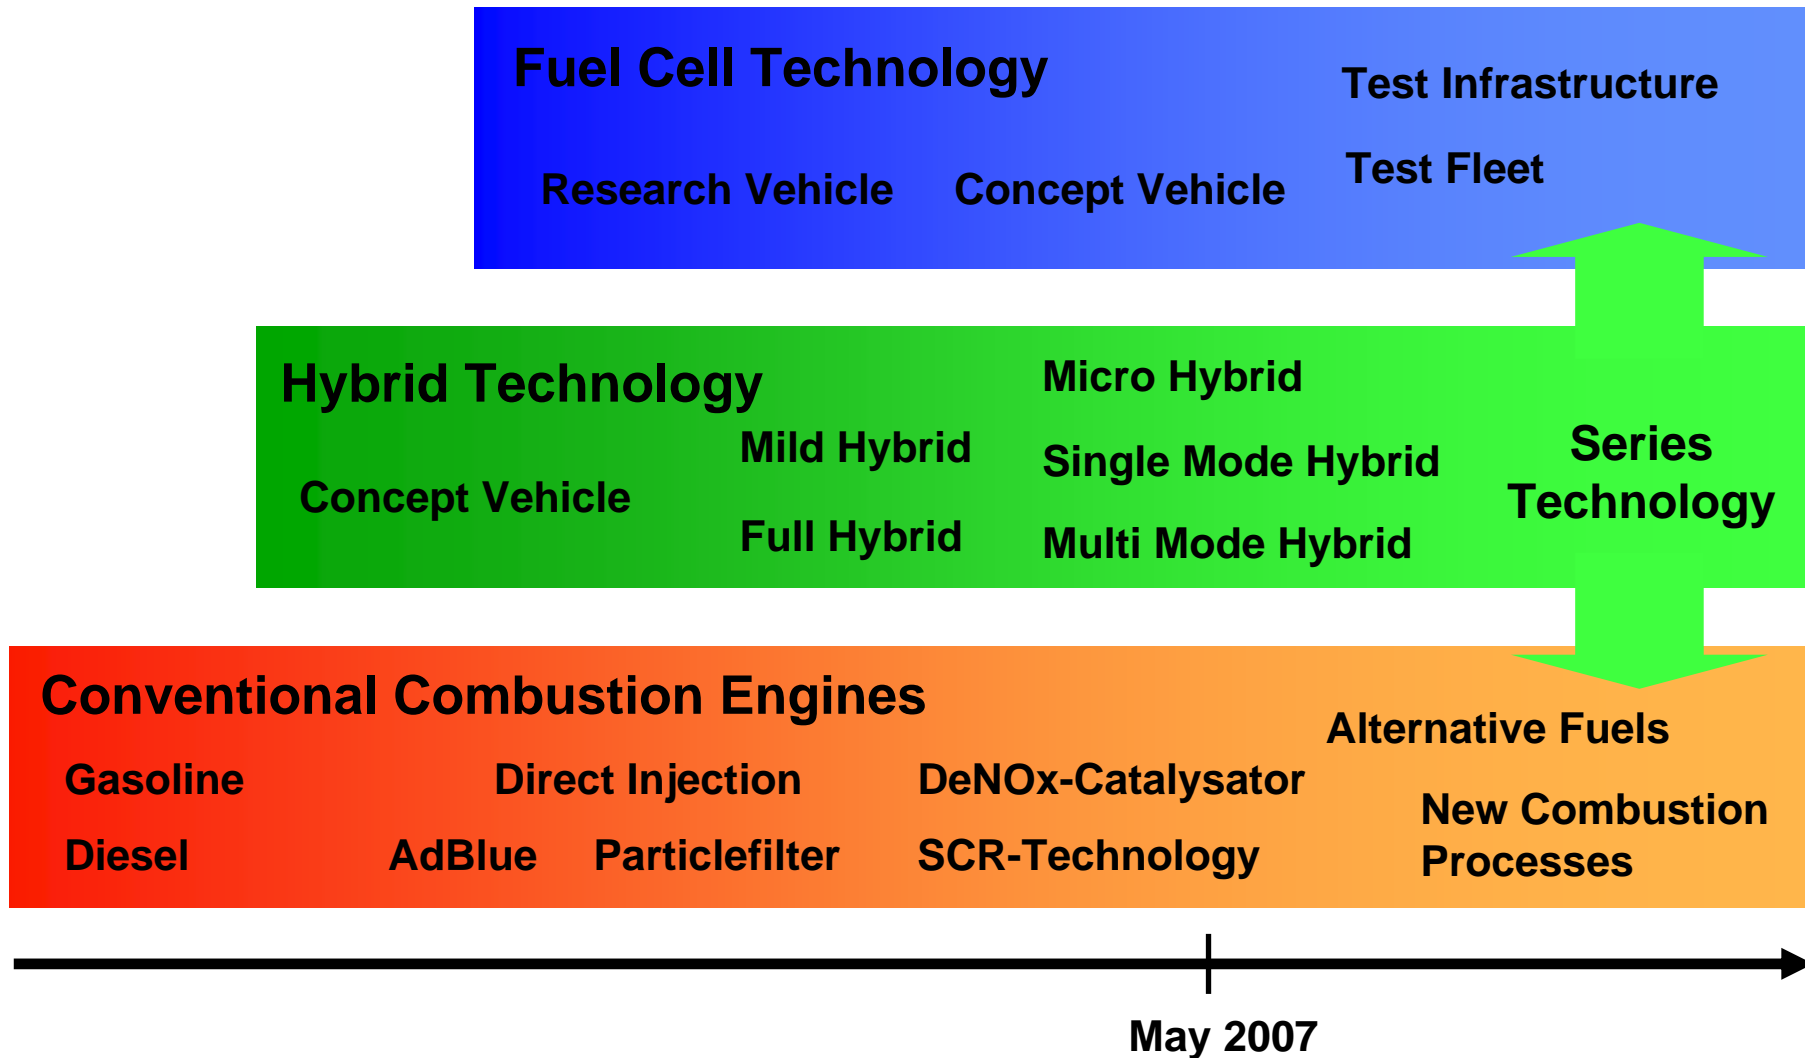 Fuel Cell Technology
Test Infrastructure
Test Fleet
Research Vehicle
Concept Vehicle
Hybrid Technology
Micro Hybrid
Mild Hybrid
Single Mode Hybrid
Concept Vehicle
Full Hybrid
Multi Mode Hybrid
Series
Technology
Conventional Combustion Engines
Alternative Fuels
Gasoline
Direct Injection
DeNOx-Catalysator
New Combustion
Processes
Diesel
AdBlue
Particlefilter
SCR-Technology
May 2007